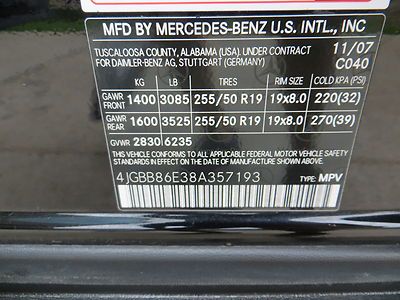 MFD BY MERCEDES-BENZ U.S. INTL., INC
TUSCALOOSA COUNTY, ALABAMA (USA), UNDER CONTRACT 11/07
FOR DAIMLER-BENZ AG, STUTTGART (GERMANY) C040
KG LB TIRES RIM SIZE COLD KPA (PSI)
GAWR FRONT 1400 3085 255/50 R19 19x8.0 220(32)
GAWR REAR 1600 3525 255/50 R19 19x8.0 270(39)
GVWR 2830 6235
THIS VEHICLE CONFORMS TO ALL APPLICABLE FEDERAL MOTOR VEHICLE SAFETY AND
THEFT PREVENTION STANDARDS IN EFFECT ON THE DATE OF MANUFACTURE SHOWN ABOVE.
4JGBB86E38A357193 TYPE: MPV